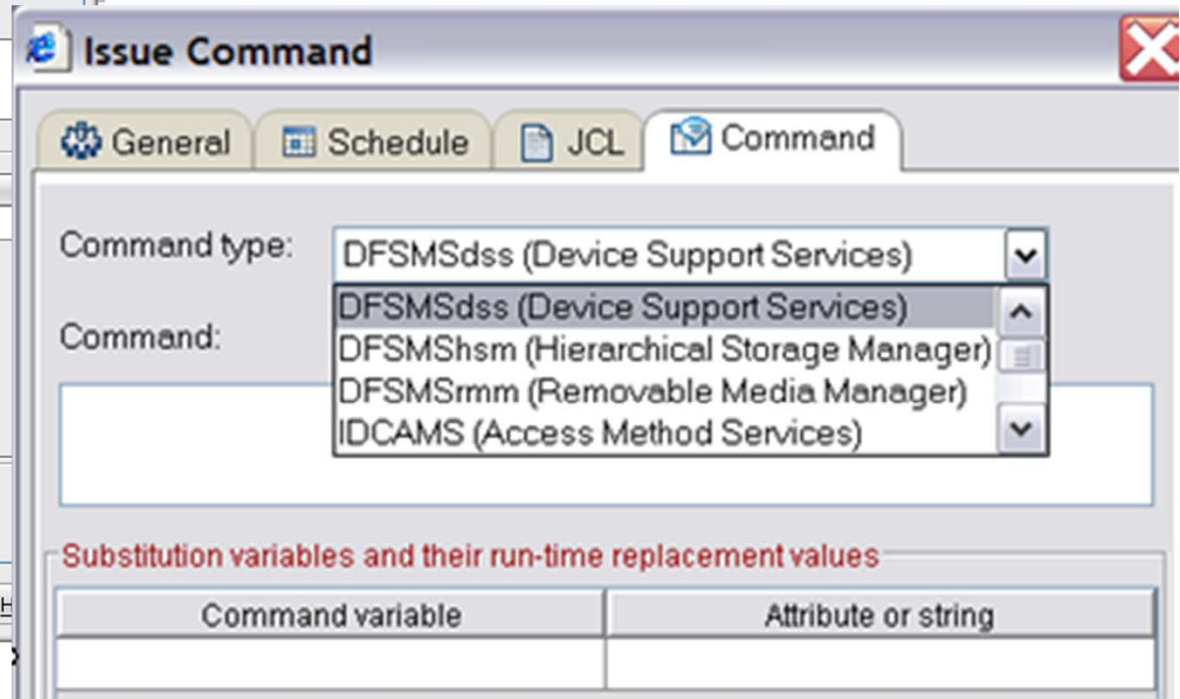 Issue Command
General Schedule JCL Command
Command type: DFSMSdss (Device Support Services)
DFSMSdss (Device Support Services)
Command: DFSMShsm (Hierarchical Storage Manager)
DFSMSrmm (Removable Media Manager)
IDCAMS (Access Method Services)
Substitution variables and their run-time replacement values
Command variable Attribute or string
H